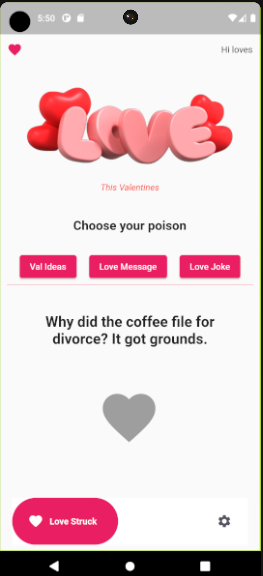 5:50
Hi loves
LOVE
This Valentines
Choose your poison
Val Ideas Love Message Love Joke
Why did the coffee file for
divorce? It got grounds.
Love Struck